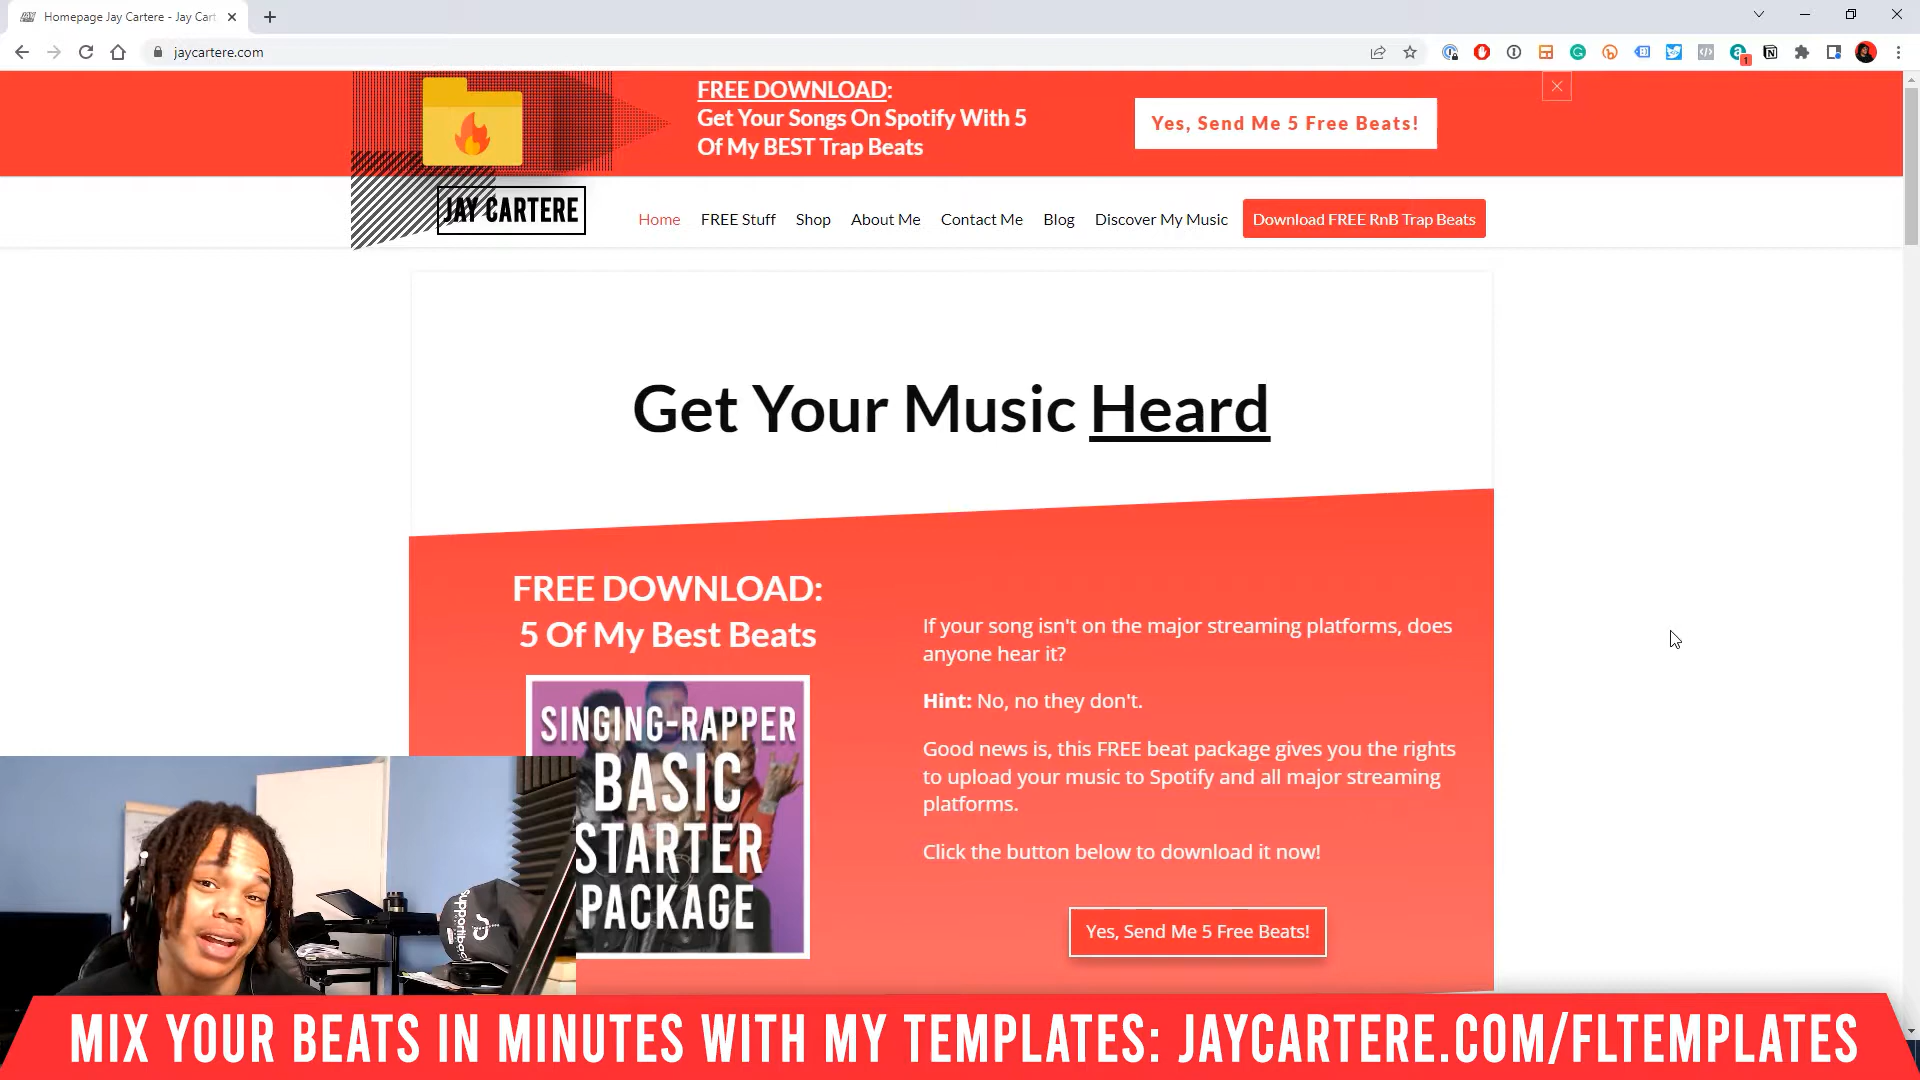 Homepage Jay Cartere - Jay Cart
jaycartere.com
FREE DOWNLOAD:
Get Your Songs On Spotify With 5
Of My BEST Trap Beats
Yes, Send Me 5 Free Beats!
JAY CARTERE
Home
FREE Stuff
Shop
About Me
Contact Me
Blog
Discover My Music
Download FREE RnB Trap Beats
Get Your Music Heard
FREE DOWNLOAD:
5 Of My Best Beats
SINGING-RAPPER
BASIC
STARTER
PACKAGE
If your song isn't on the major streaming platforms, does
anyone hear it?
Hint: No, no they don't.
Good news is, this FREE beat package gives you the rights
to upload your music to Spotify and all major streaming
platforms.
Click the button below to download it now!
Yes, Send Me 5 Free Beats!
MIX YOUR BEATS IN MINUTES WITH MY TEMPLATES: JAYCARTERE.COM/FLTEMPLATES